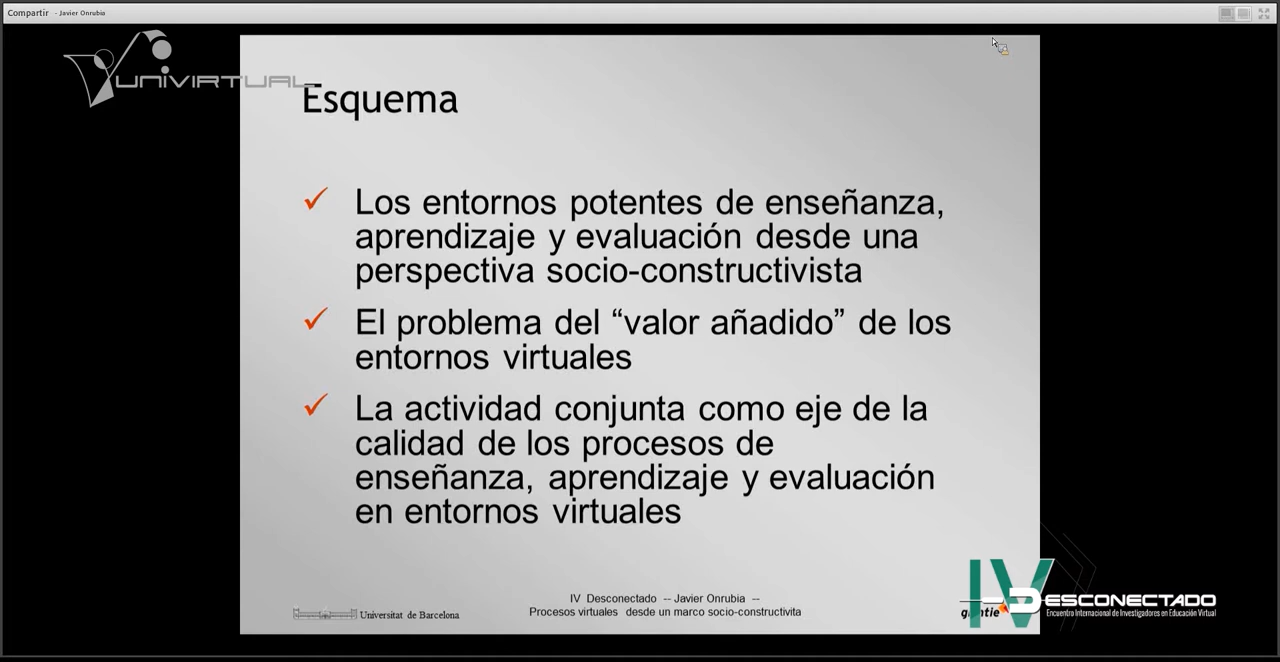 Compartir - Javier Onrubia
UNIVIRTUAL
Esquema
✓ Los entornos potentes de enseñanza,
aprendizaje y evaluación desde una
perspectiva socio-constructivista
✓ El problema del “valor añadido” de los
entornos virtuales
✓ La actividad conjunta como eje de la
calidad de los procesos de
enseñanza, aprendizaje y evaluación
en entornos virtuales
Universitat de Barcelona
IV Desconectado -- Javier Onrubia --
Procesos virtuales desde un marco socio-constructivita
IV DESCONECTADO
Encuentro Internacional de Investigadores en Educación Virtual